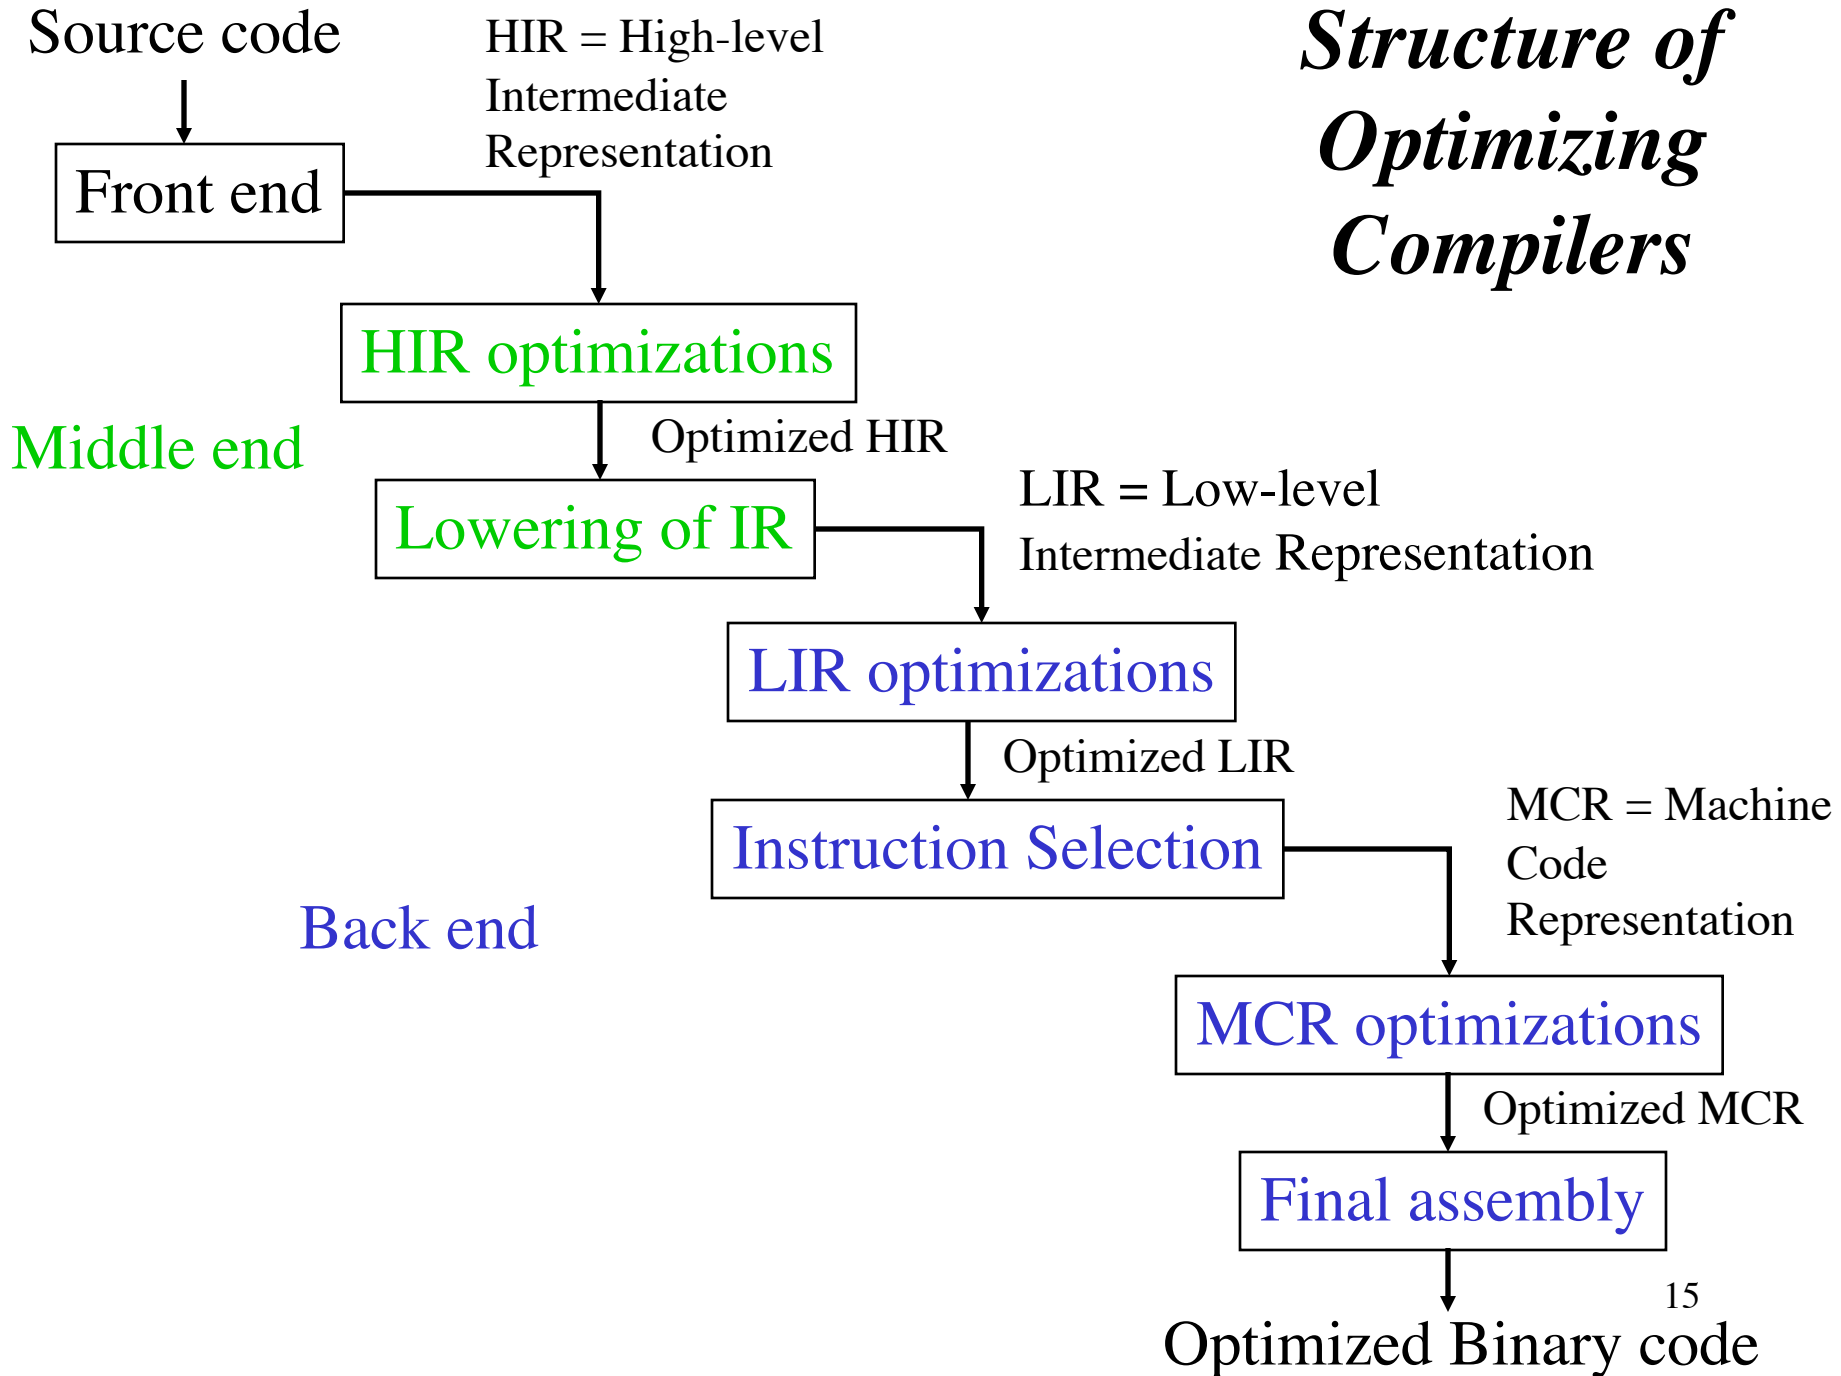 Structure of
Optimizing
Compilers
Source code
Front end
HIR = High-level
Intermediate
Representation
HIR optimizations
Middle end
Optimized HIR
Lowering of IR
LIR = Low-level
Intermediate Representation
LIR optimizations
Optimized LIR
Instruction Selection
Back end
MCR = Machine
Code
Representation
MCR optimizations
Optimized MCR
Final assembly
Optimized Binary code
15